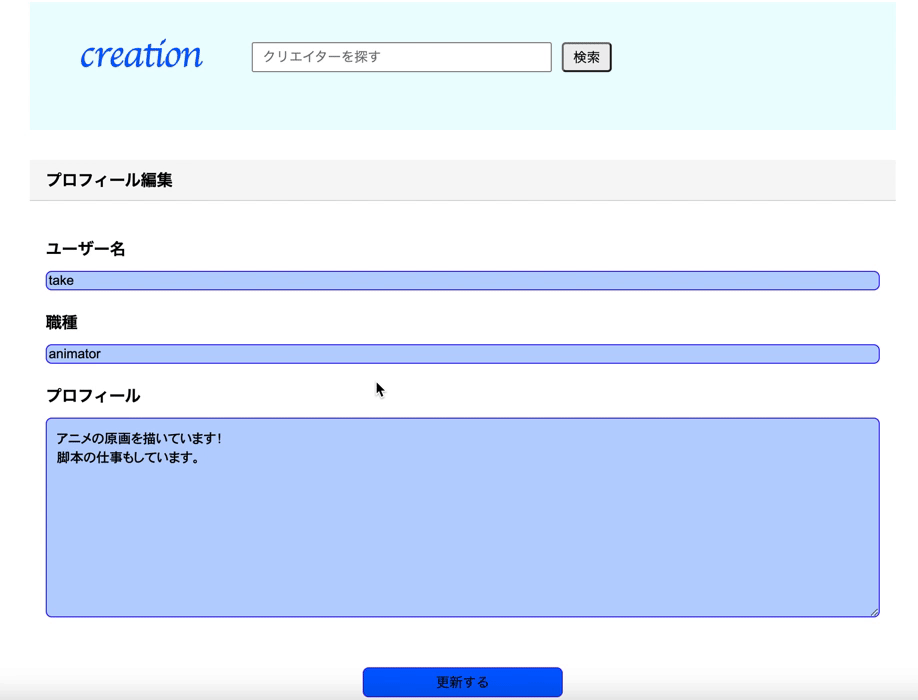 creation
クリエイターを探す
検索
プロフィール編集
ユーザー名
take
職種
animator
プロフィール
アニメの原画を描いています！
脚本の仕事もしています。
更新する